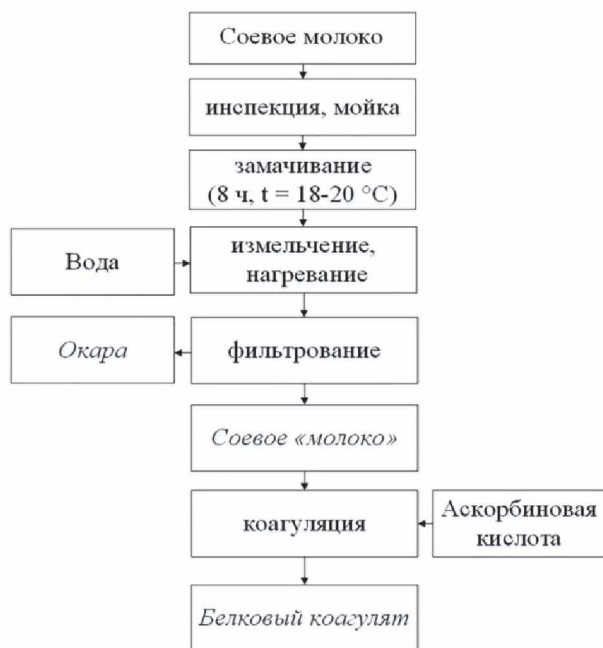 Соевое молоко
инспекция, мойка
замачивание
(8 ч, t = 18-20 °C)
Вода
измельчение,
нагревание
Окара
фильтрование
Соевое «молоко»
коагуляция
Аскорбиновая
кислота
Белковый коагулят